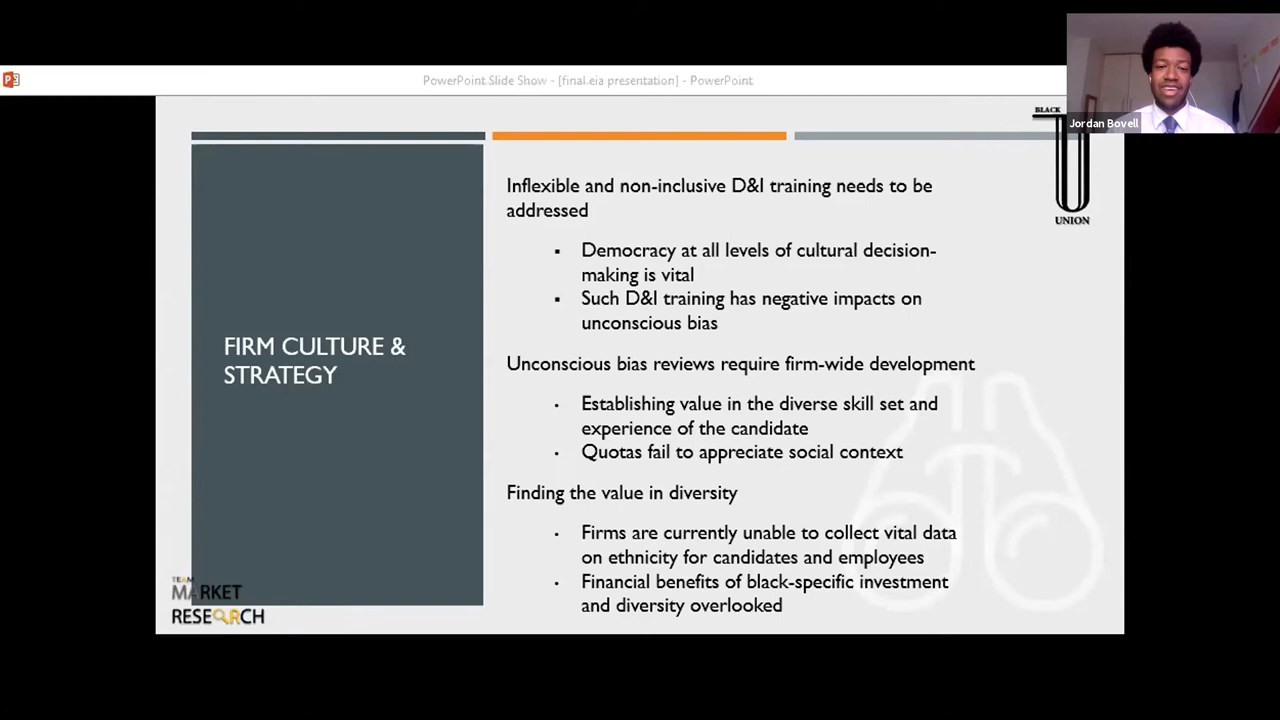 PowerPoint Slide Show - [final eia presentation] - PowerPoint
Jordan Bovell
BLACK
U
UNION
FIRM CULTURE &
STRATEGY
Inflexible and non-inclusive D&I training needs to be
addressed
▪ Democracy at all levels of cultural decision-
making is vital
▪ Such D&I training has negative impacts on
unconscious bias
Unconscious bias reviews require firm-wide development
• Establishing value in the diverse skill set and
experience of the candidate
• Quotas fail to appreciate social context
Finding the value in diversity
• Firms are currently unable to collect vital data
on ethnicity for candidates and employees
• Financial benefits of black-specific investment
and diversity overlooked
TEAM
MARKET
RESEARCH